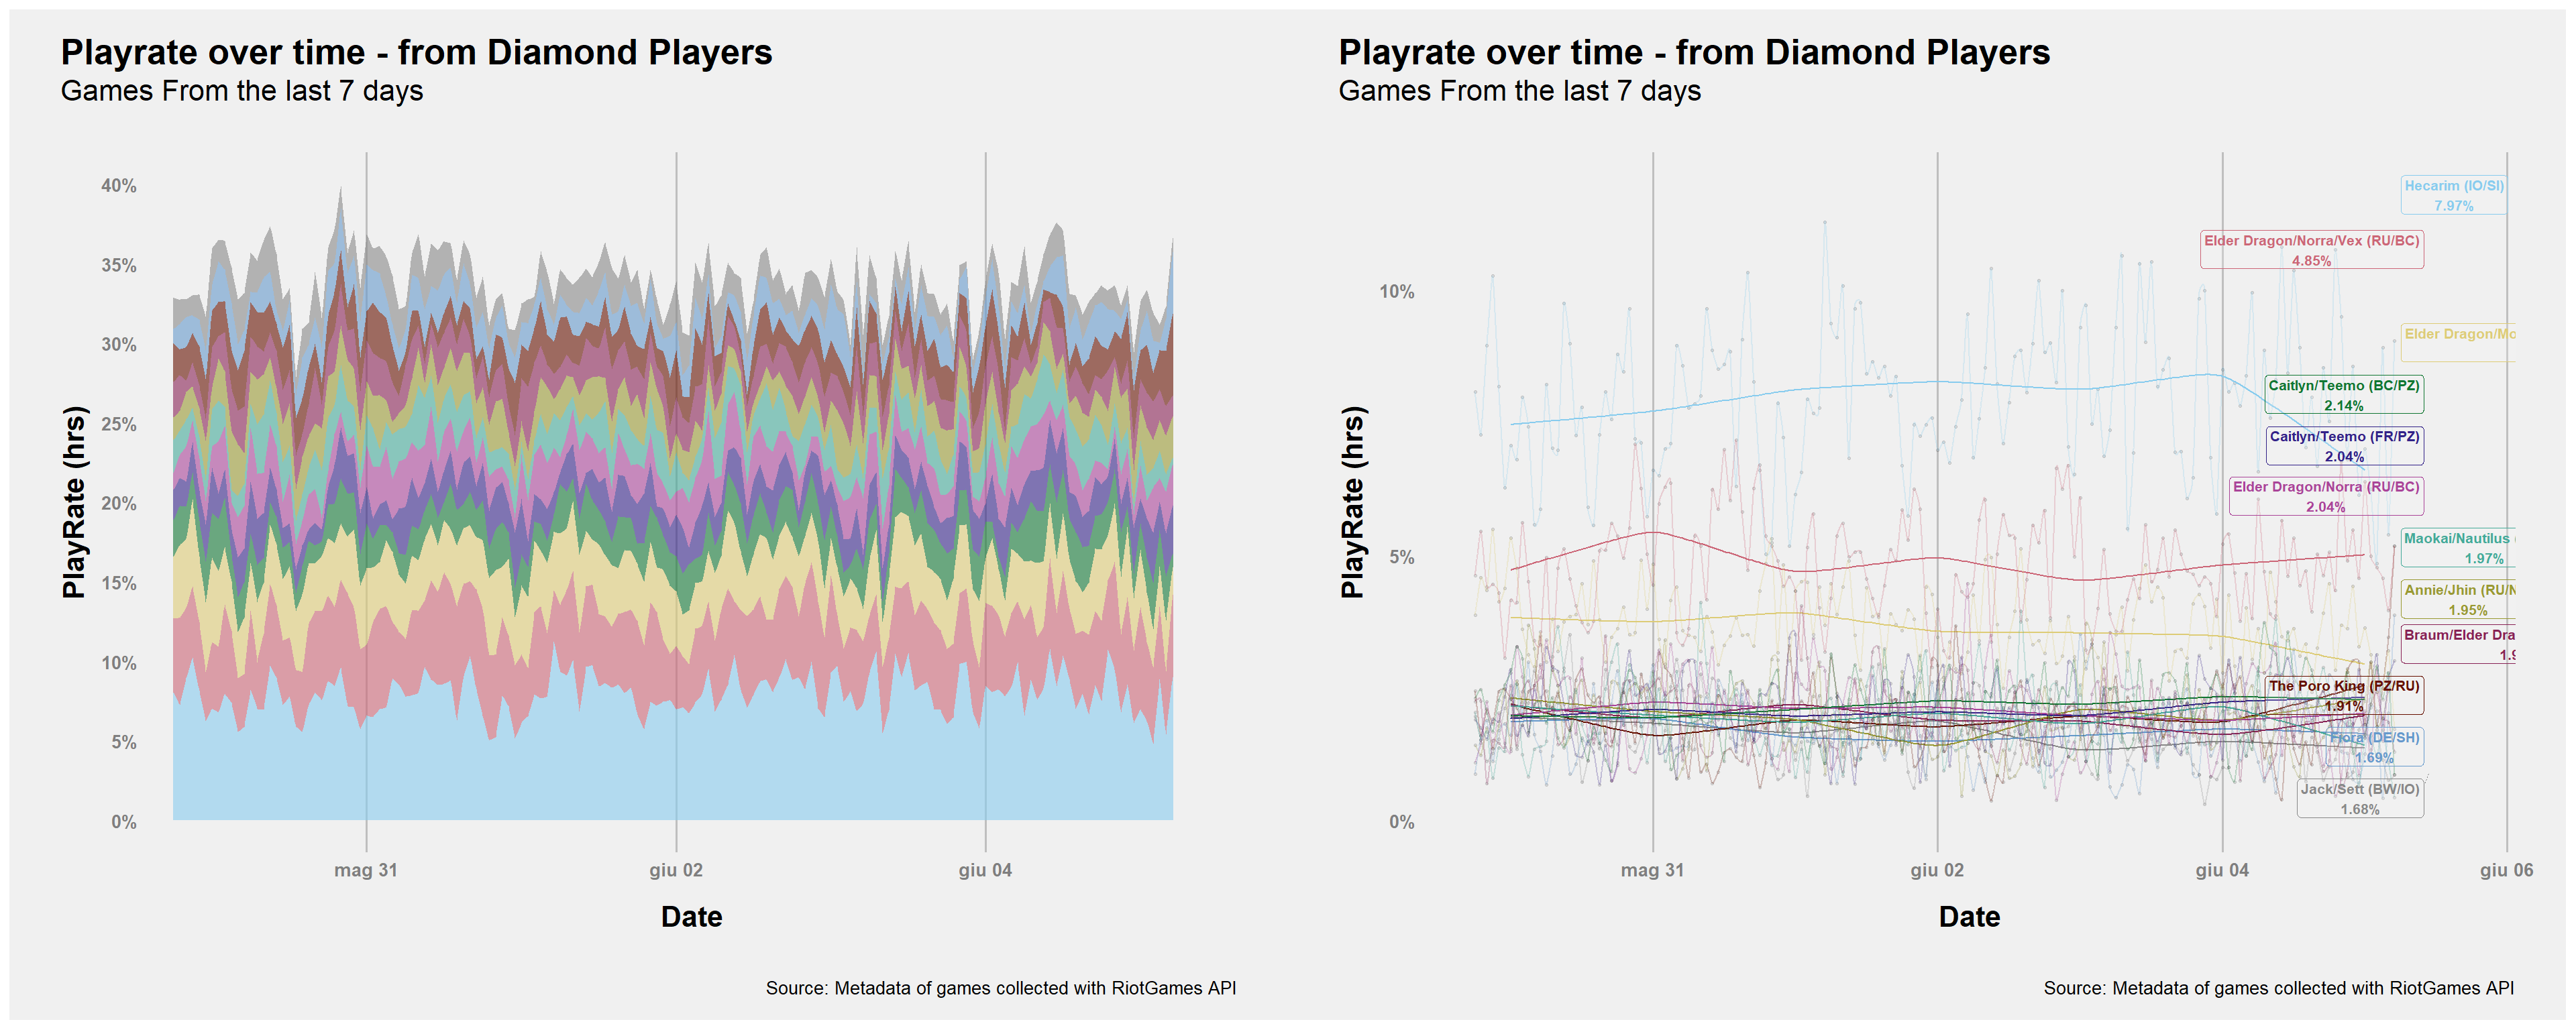 Playrate over time - from Diamond Players
Games From the last 7 days
PlayRate (hrs)
40%
35%
30%
25%
20%
15%
10%
5%
0%
mag 31
giu 02
giu 04
Date
Source: Metadata of games collected with RiotGames API
Playrate over time - from Diamond Players
Games From the last 7 days
PlayRate (hrs)
10%
5%
0%
Hecarim (IO/SI)
7.97%
Elder Dragon/Norra/Vex (RU/BC)
4.85%
Elder Dragon/Mo
Caitlyn/Teemo (BC/PZ)
2.14%
Caitlyn/Teemo (FR/PZ)
2.04%
Elder Dragon/Norra (RU/BC)
2.04%
Maokai/Nautilus
1.97%
Annie/Jhin (RU/N
1.95%
Braum/Elder Dra
1.9
The Poro King (PZ/RU)
1.91%
Fiora (DE/SH)
1.69%
Jack/Sett (BW/IO)
1.68%
mag 31
giu 02
giu 04
giu 06
Date
Source: Metadata of games collected with RiotGames API